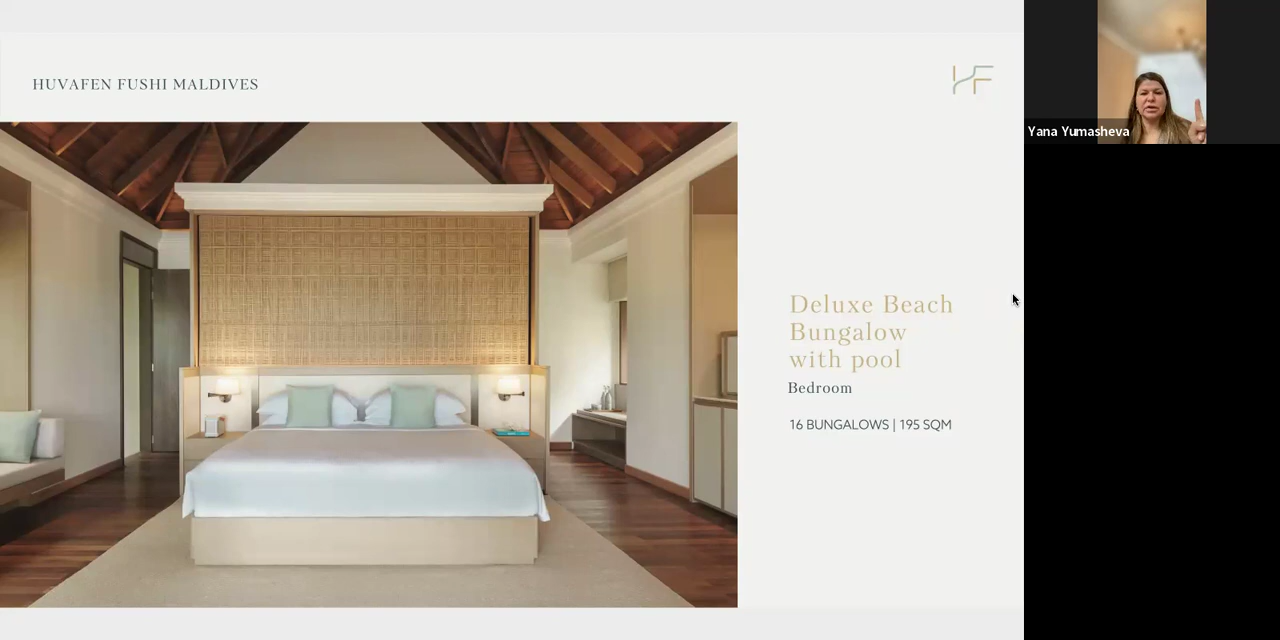 HUVAFEN FUSHI MALDIVES
HF
Deluxe Beach
Bungalow
with pool
Bedroom
16 BUNGALOWS | 195 SQM
Yana Yumasheva